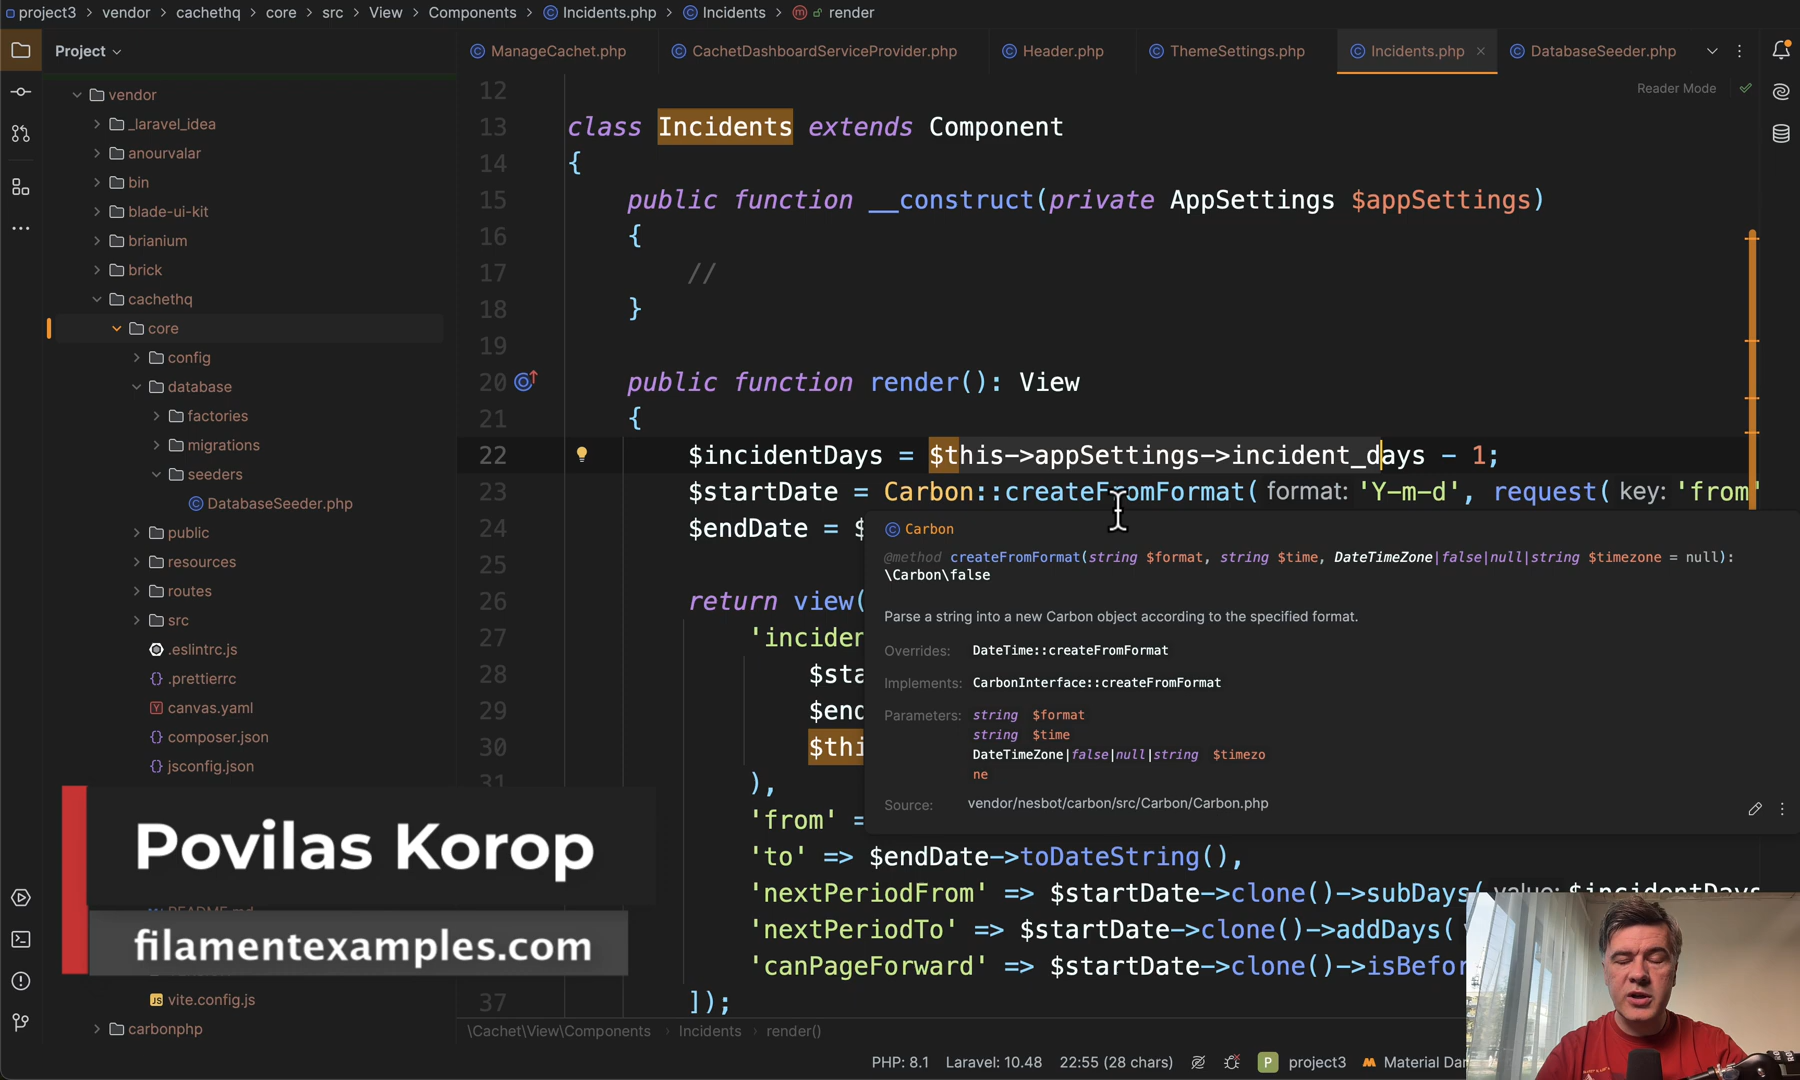 project3 > vendor > cachethq > core > src > View > Components > Incidents.php > Incidents > render
Project
ManageCachet.php
CachetDashboardServiceProvider.php
Header.php
ThemeSettings.php
Incidents.php
DatabaseSeeder.php
Reader Mode
vendor
_laravel_idea
anourvalar
bin
blade-ui-kit
brianium
brick
cachethq
core
config
database
factories
migrations
seeders
DatabaseSeeder.php
public
resources
routes
src
.eslintrc.js
.prettierrc
canvas.yaml
composer.json
jsconfig.json
README.md
vite.config.js
carbonphp
12
13 class Incidents extends Component
14 {
15 public function __construct(private AppSettings $appSettings)
16 {
17 //
18 }
19
20 public function render(): View
21 {
22 $incidentDays = $this->appSettings->incident_days - 1;
23 $startDate = Carbon::createFromFormat( format: 'Y-m-d', request( key: 'from'
24 $endDate = $
25
26 return view(
27 'inciden
28 $sta
29 $end
30 $thi
31 ),
'from' =
'to' => $endDate->toDateString(),
'nextPeriodFrom' => $startDate->clone()->subDays( value: $incidentDays
'nextPeriodTo' => $startDate->clone()->addDays(
'canPageForward' => $startDate->clone()->isBefor
37 ]);
Carbon
@method createFromFormat(string $format, string $time, DateTimeZone|false|null|string $timezone = null):
\Carbon\false
Parse a string into a new Carbon object according to the specified format.
Overrides: DateTime::createFromFormat
Implements: CarbonInterface::createFromFormat
Parameters: string $format
string $time
DateTimeZone|false|null|string $timezo
ne
Source: vendor/nesbot/carbon/src/Carbon/Carbon.php
Povilas Korop
filamentexamples.com
\Cachet\View\Components > Incidents > render()
PHP: 8.1 Laravel: 10.48 22:55 (28 chars) P project3 Material Dar